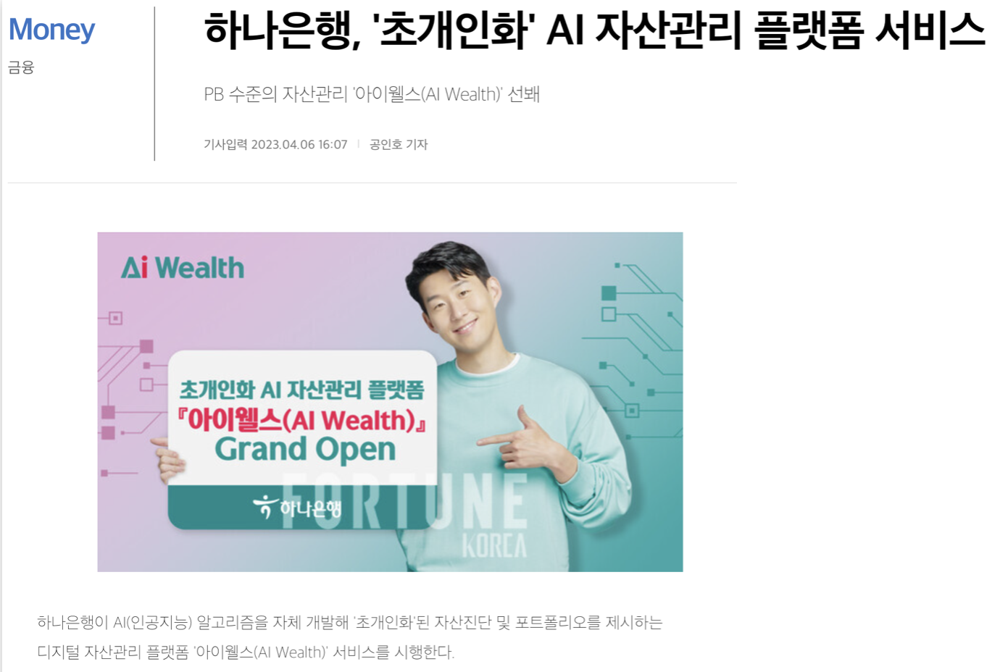 Money
금융
하나은행, '초개인화' AI 자산관리 플랫폼 서비스
PB 수준의 자산관리 '아이웰스(AI Wealth)' 선봬
기사입력 2023.04.06 16:07 | 공인호 기자
Ai Wealth
초개인화 AI 자산관리 플랫폼
『아이웰스(AI Wealth)』
Grand Open
하나은행
FORTUNE
KOREA
하나은행이 AI(인공지능) 알고리즘을 자체 개발해 '초개인화'된 자산진단 및 포트폴리오를 제시하는
디지털 자산관리 플랫폼 '아이웰스(AI Wealth)' 서비스를 시행한다.